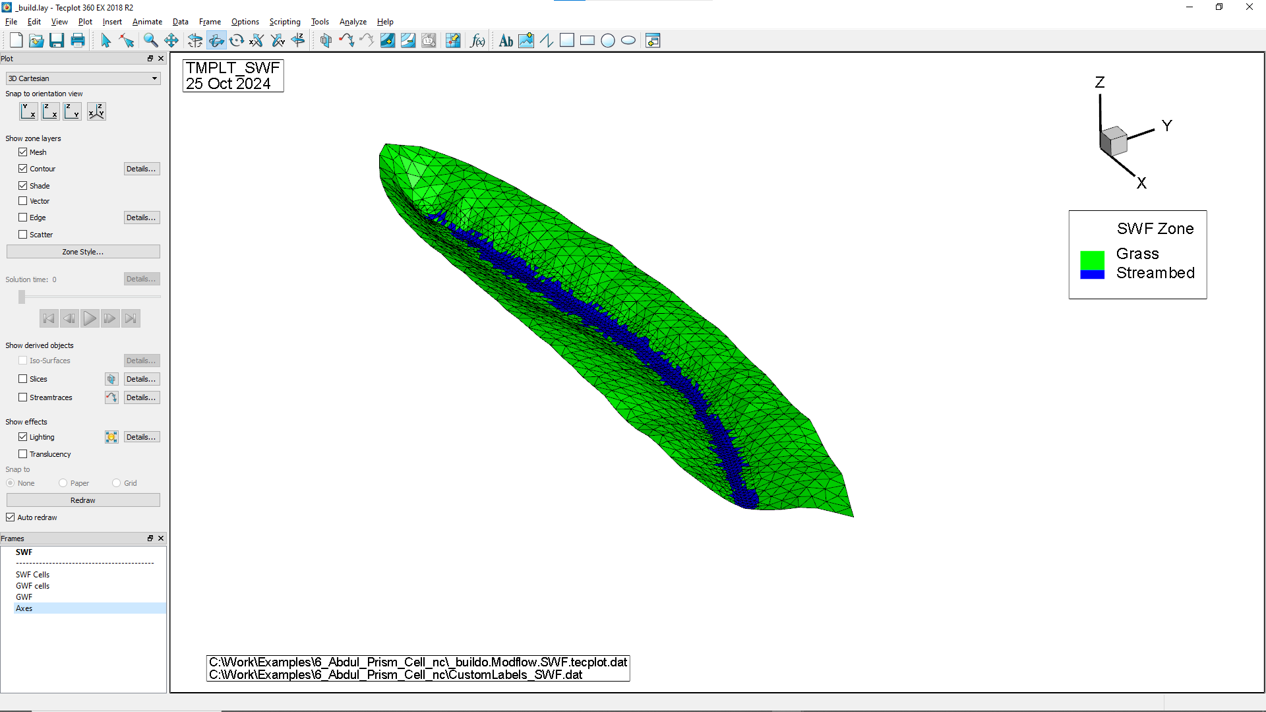 _build.lay - Tecplot 360 EX 2018 R2
File Edit View Plot Insert Animate Data Frame Options Scripting Tools Analyze Help
Plot
3D Cartesian
Snap to orientation view
Show zone layers
Mesh
Contour Details...
Shade
Vector
Edge Details...
Scatter
Zone Style...
Solution time: 0 Details...
Show derived objects
Iso-Surfaces Details...
Slices Details...
Streamtraces Details...
Show effects
Lighting Details...
Translucency
Snap to
None Paper Grid
Redraw
Auto redraw
Frames
SWF
SWF Cells
GWF cells
GWF
Axes
TMPLT_SWF
25 Oct 2024
Z
Y
X
SWF Zone
Grass
Streambed
C:\Work\Examples\6_Abdul_Prism_Cell_nc\_buildo.Modflow.SWF.tecplot.dat
C:\Work\Examples\6_Abdul_Prism_Cell_nc\CustomLabels_SWF.dat